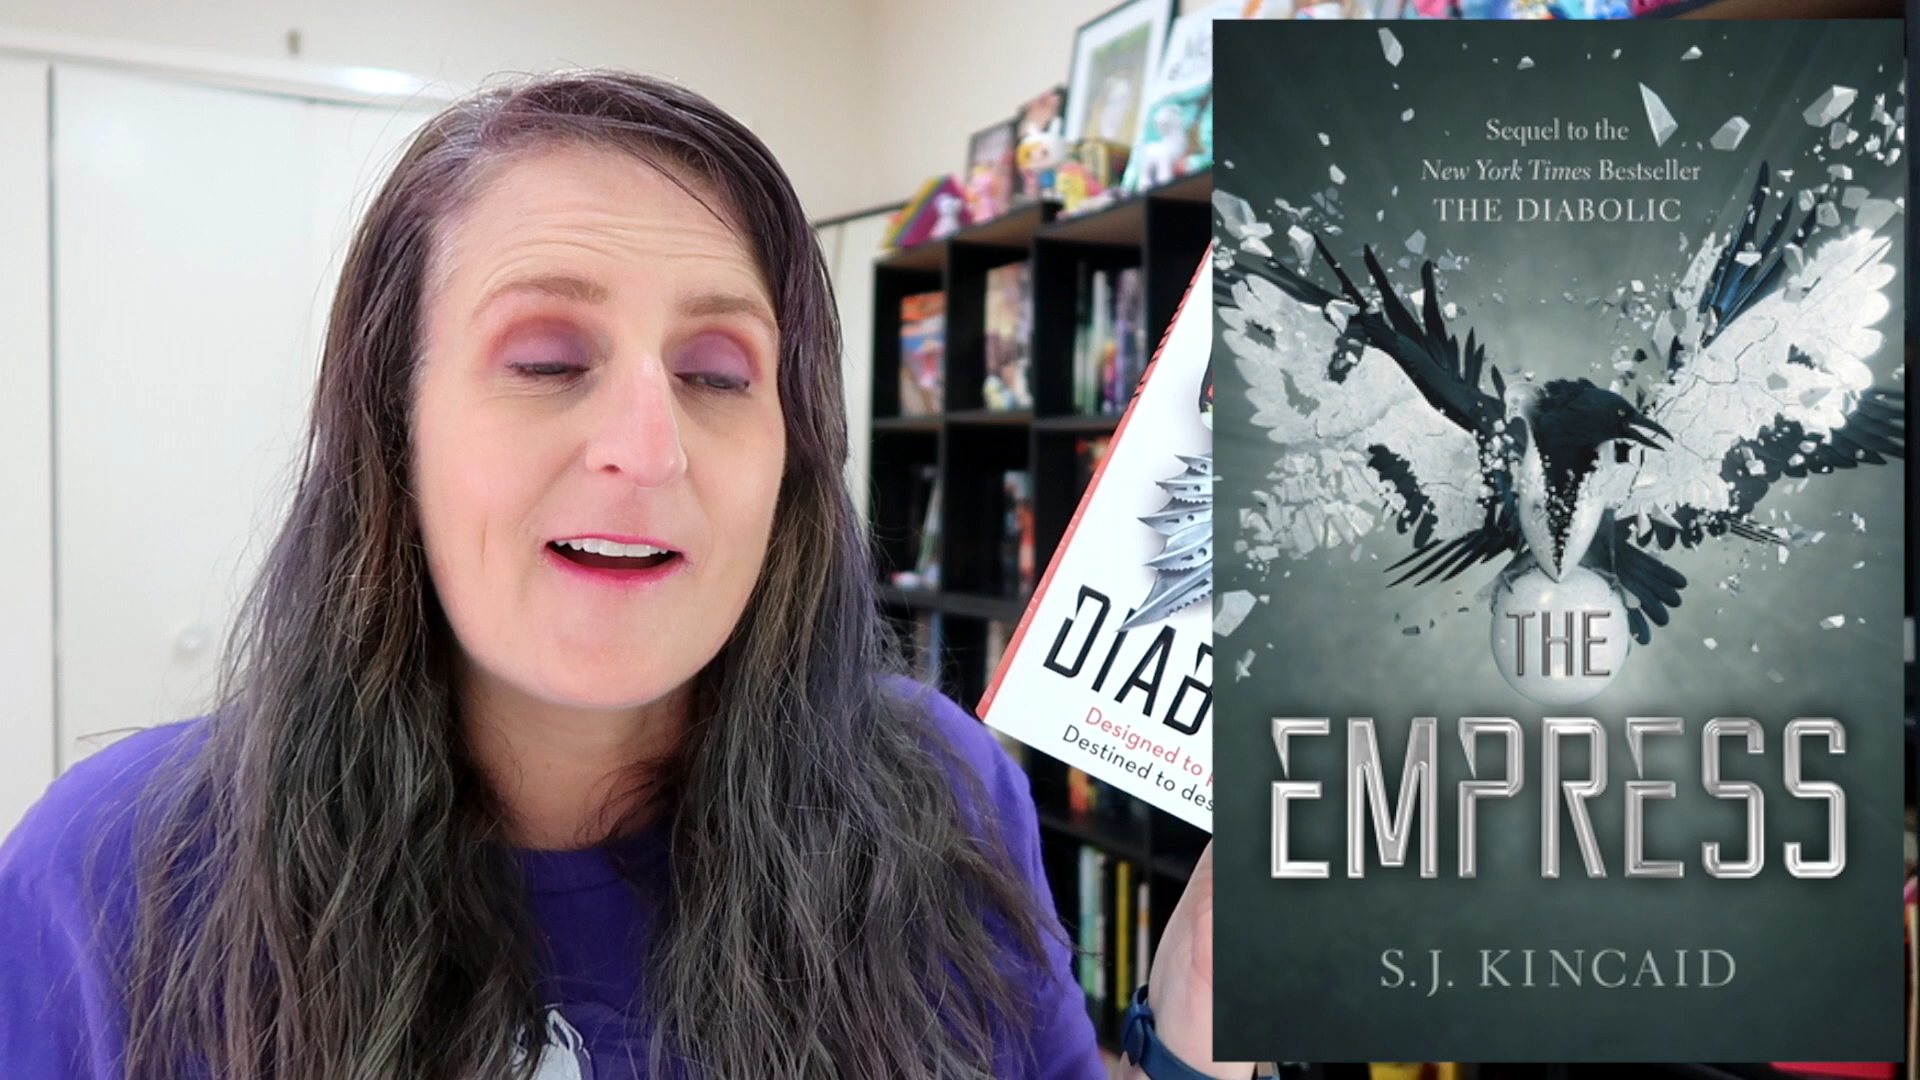 Sequel to the
New York Times Bestseller
THE DIABOLIC
THE
EMPRESS
S.J. KINCAID
DIAB
Designed to
Destined to des